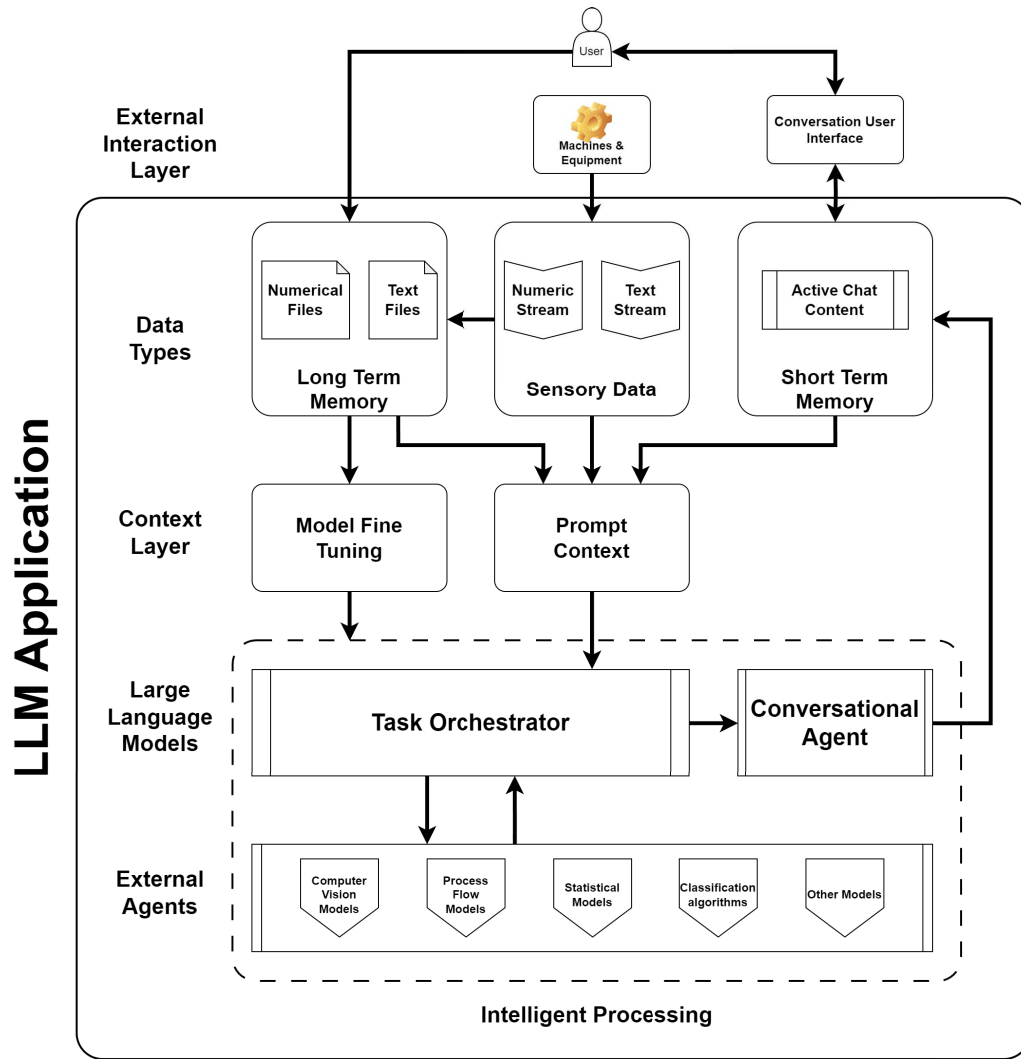 User
External
Interaction
Layer
Machines &
Equipment
Conversation User
Interface
LLM Application
Data
Types
Numerical
Files
Text
Files
Long Term
Memory
Numeric
Stream
Text
Stream
Sensory Data
Active Chat
Content
Short Term
Memory
Context
Layer
Model Fine
Tuning
Prompt
Context
Large
Language
Models
Task Orchestrator
Conversational
Agent
External
Agents
Computer
Vision
Models
Process
Flow
Models
Statistical
Models
Classification
algorithms
Other Models
Intelligent Processing